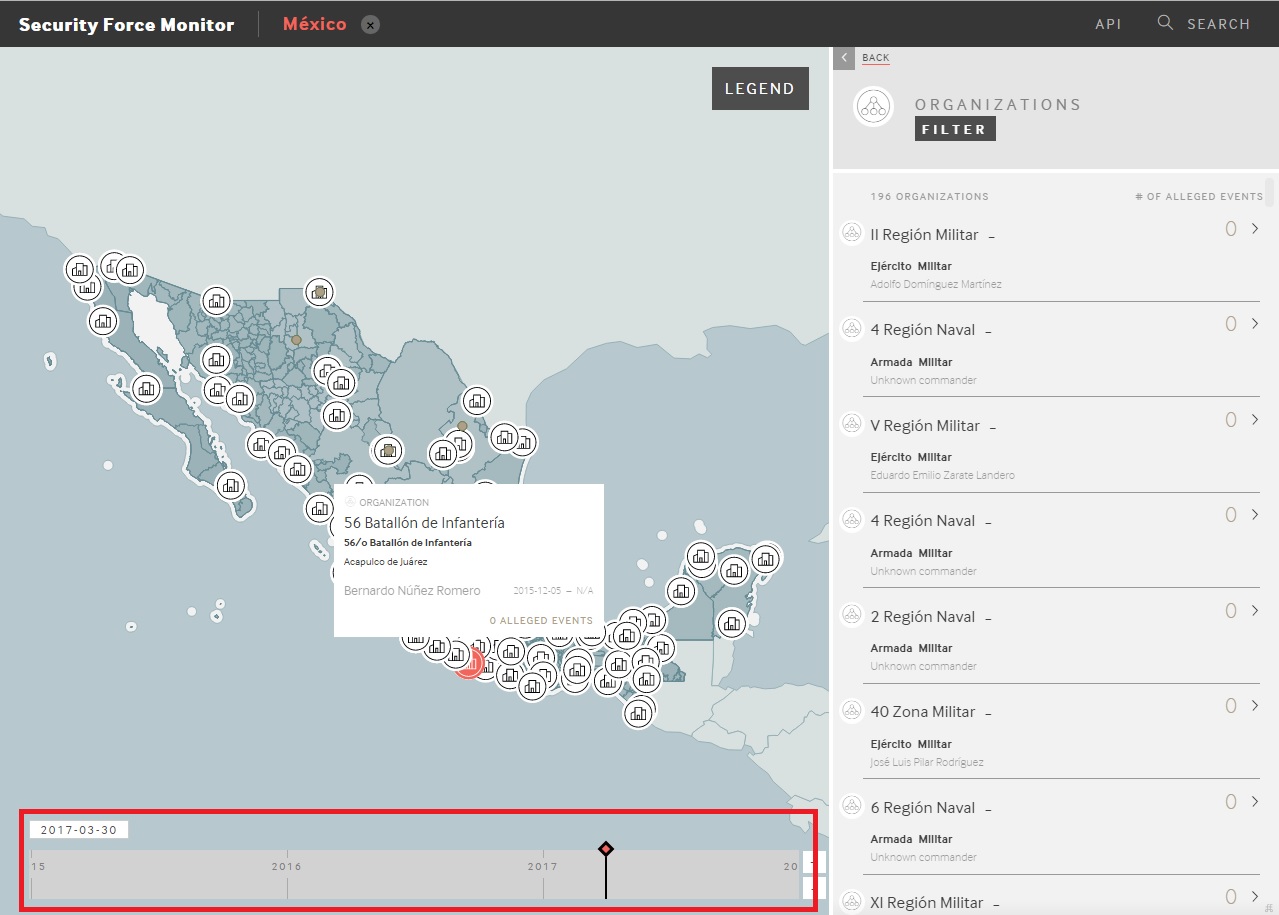 Security Force Monitor
México
API
SEARCH
LEGEND
BACK
ORGANIZATIONS
FILTER
196 ORGANIZATIONS
# OF ALLEGED EVENTS
II Región Militar –
0
Ejército Militar
Adolfo Domínguez Martínez
4 Región Naval –
0
Armada Militar
Unknown commander
V Región Militar –
0
Ejército Militar
Eduardo Emilio Zarate Landero
4 Región Naval –
0
Armada Militar
Unknown commander
2 Región Naval –
0
Armada Militar
Unknown commander
40 Zona Militar –
0
Ejército Militar
José Luis Pilar Rodríguez
6 Región Naval –
0
Armada Militar
Unknown commander
XI Región Militar –
0
ORGANIZATION
56 Batallón de Infantería
56/o Batallón de Infantería
Acapulco de Juárez
Bernardo Núñez Romero
2015-12-05 – N/A
0 ALLEGED EVENTS
2017-03-30
15
2016
2017
20